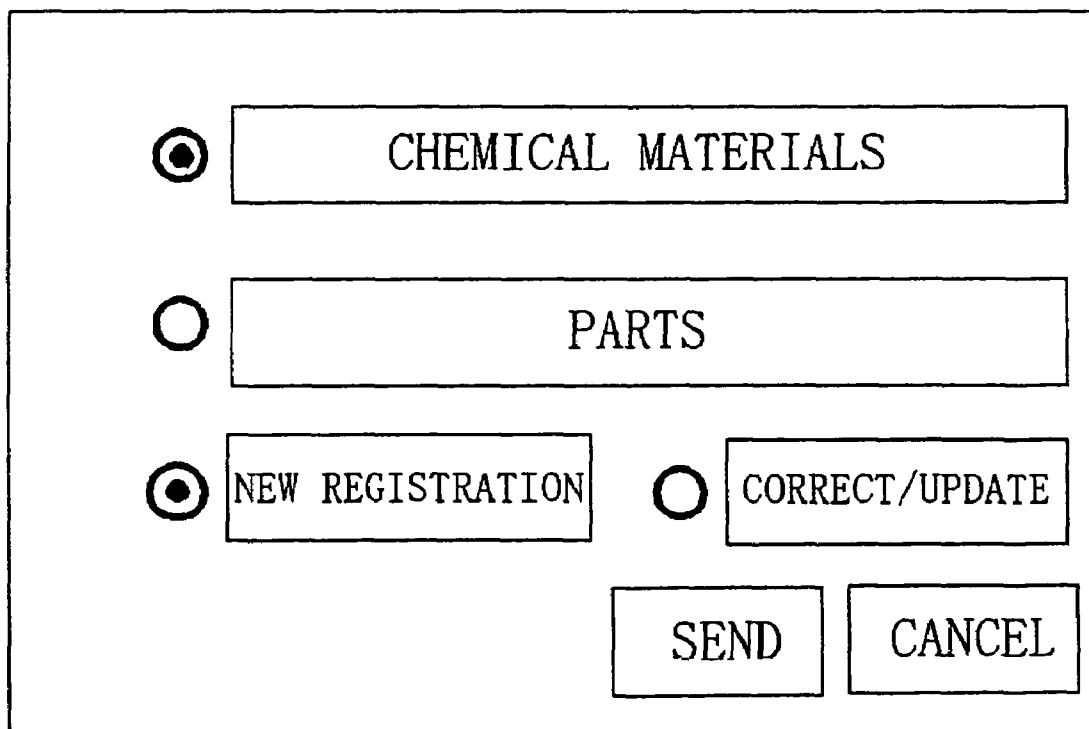 CHEMICAL MATERIALS
PARTS
NEW REGISTRATION CORRECT/UPDATE
SEND CANCEL